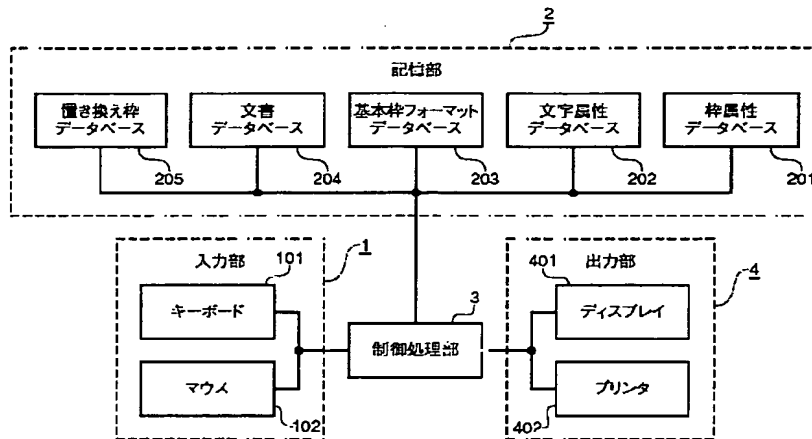 2
記憶部
置き換え枠
データベース
文書
データベース
基本枠フォーマット
データベース
文字属性
データベース
枠属性
データベース
205
204
203
202
201
入力部
101
1
キーボード
マウス
102
3
制御処理部
出力部
401
4
ディスプレイ
プリンタ
402